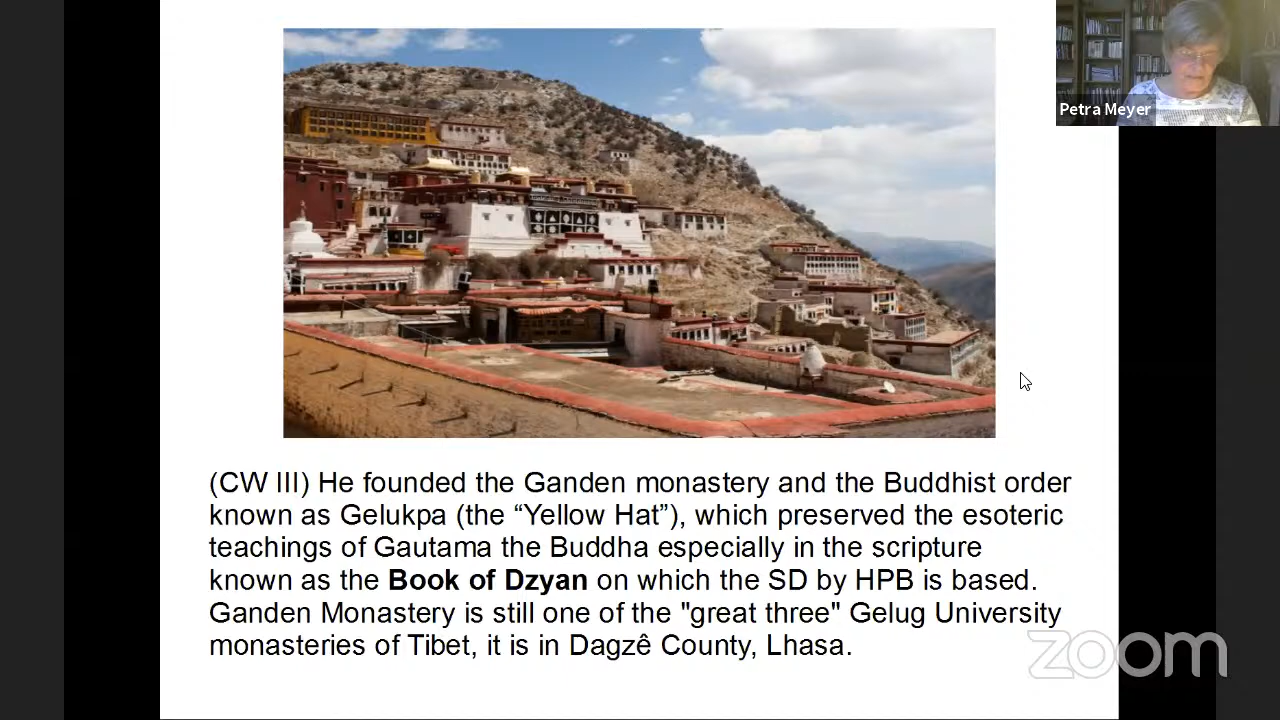 Petra Meyer
(CW III) He founded the Ganden monastery and the Buddhist order
known as Gelukpa (the “Yellow Hat”), which preserved the esoteric
teachings of Gautama the Buddha especially in the scripture
known as the Book of Dzyan on which the SD by HPB is based.
Ganden Monastery is still one of the "great three" Gelug University
monasteries of Tibet, it is in Dagzê County, Lhasa.
zoom